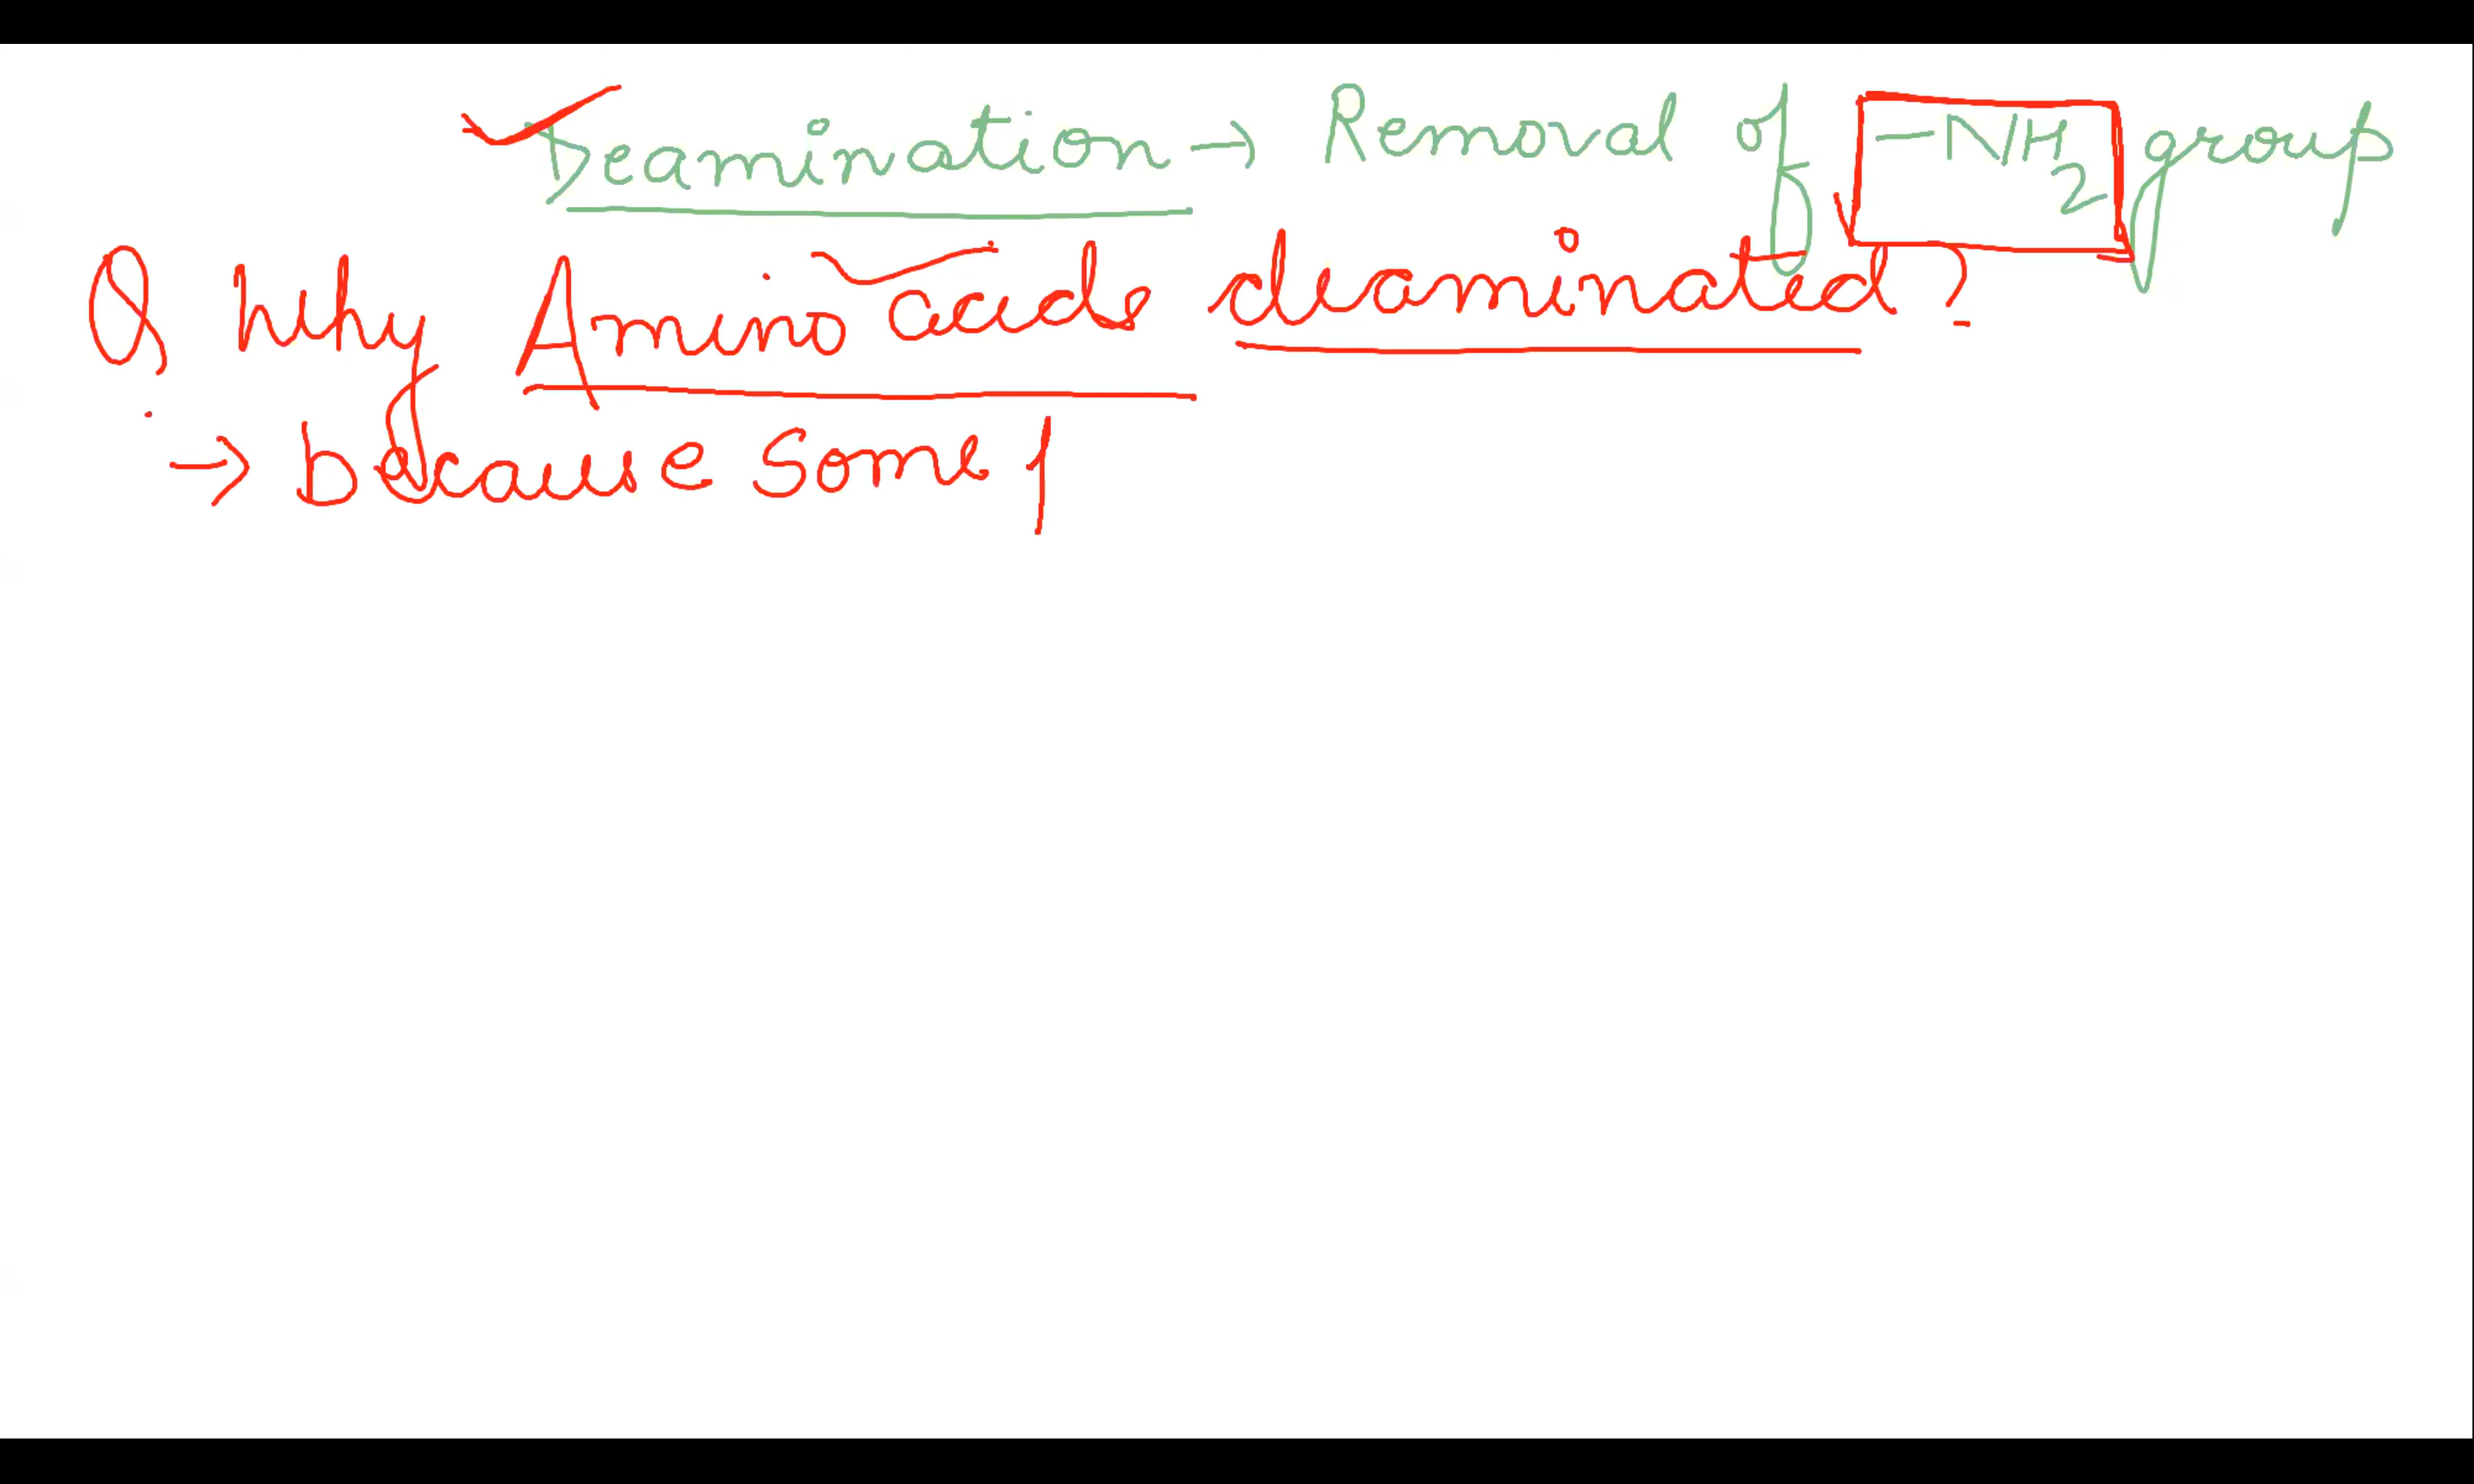 Deamination → Removal of -NH2 group
Q, Why Amino acids deaminated?
→ because some